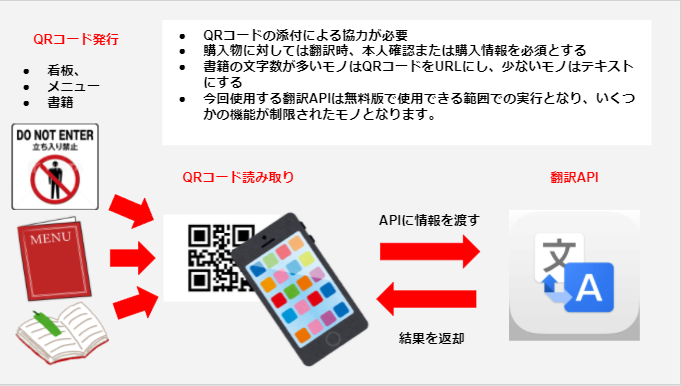 QRコード発行
● 看板、
● メニュー
● 書籍
● QRコードの添付による協力が必要
● 購入物に対しては翻訳時、本人確認または購入情報を必須とする
● 書籍の文字数が多いモノはQRコードをURLにし、少ないモノはテキスト
にする
● 今回使用する翻訳APIは無料版で使用できる範囲での実行となり、いくつ
かの機能が制限されたモノとなります。
DO NOT ENTER
立ち入り禁止
MENU
QRコード読み取り
APIに情報を渡す
結果を返却
翻訳API
文
A